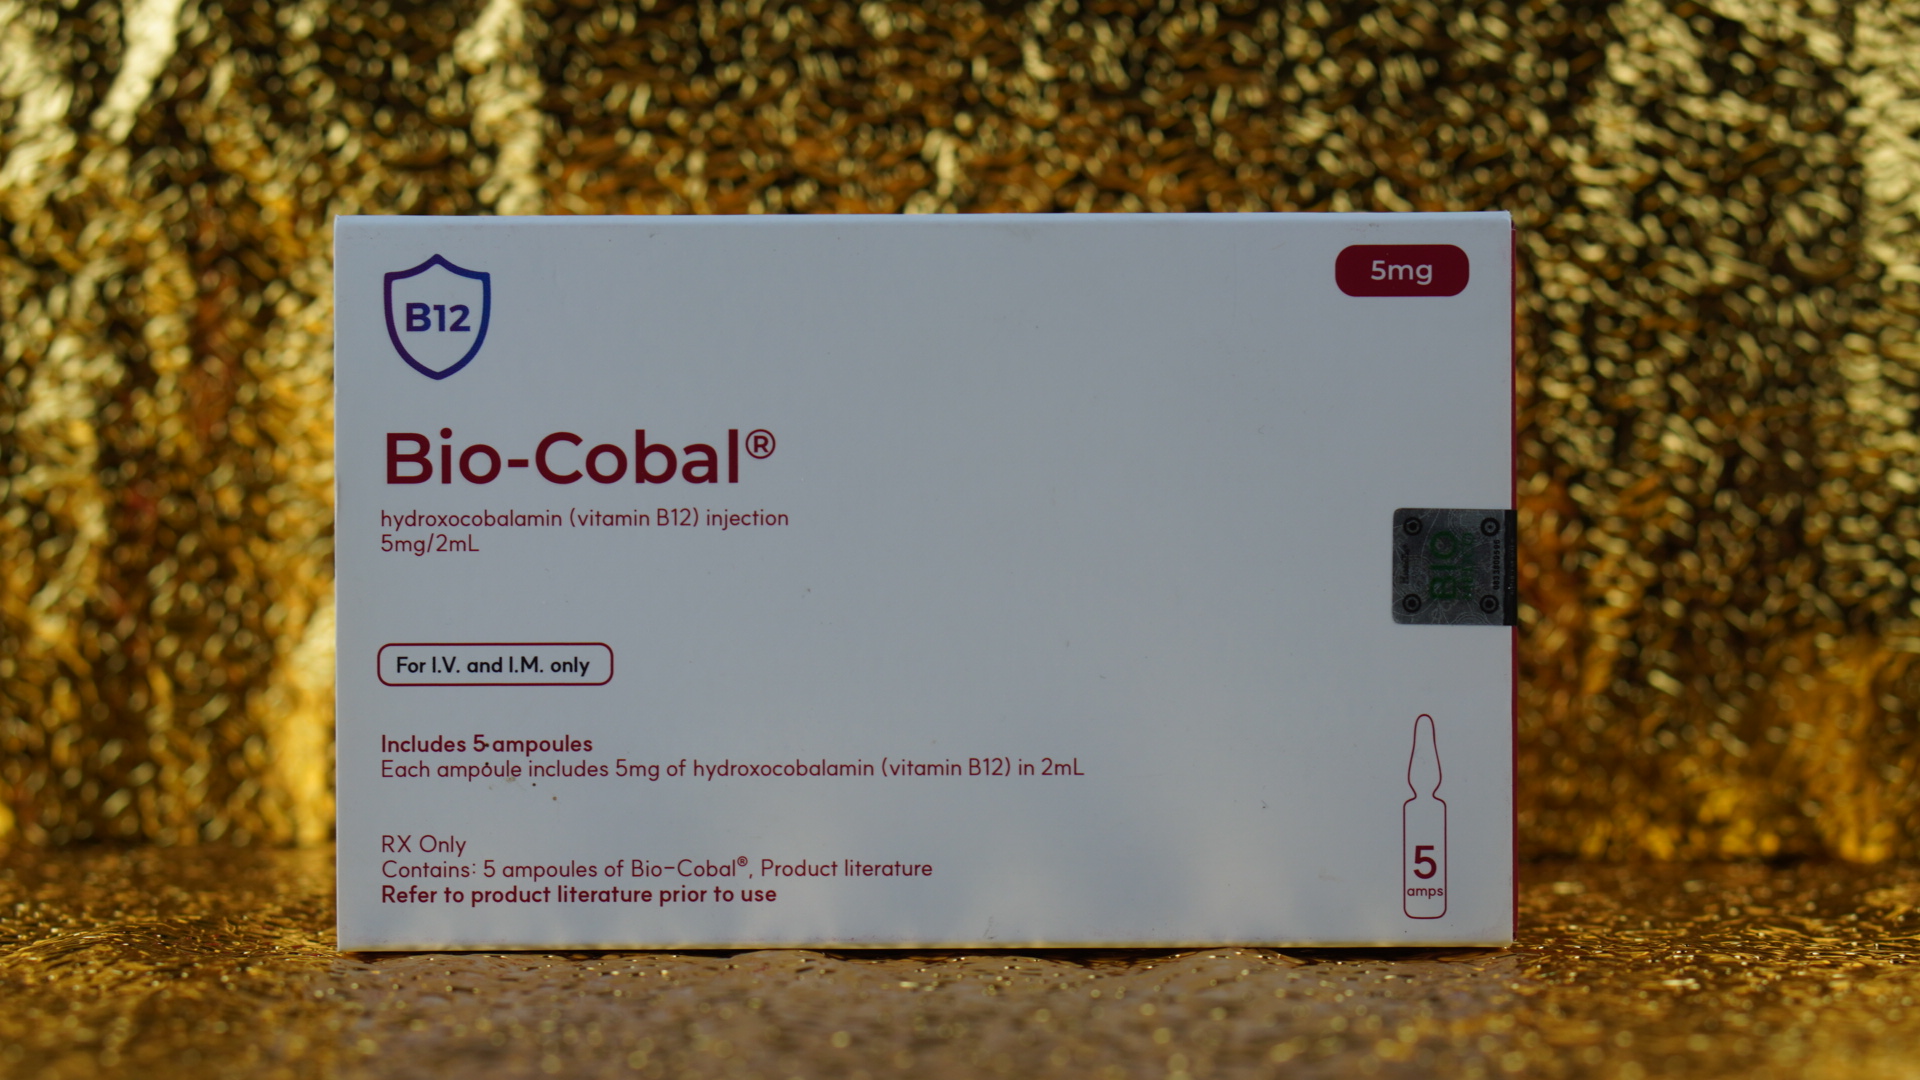 B12
5mg
Bio-Cobal®
hydroxocobalamin (vitamin B12) injection
5mg/2mL
For I.V. and I.M. only
Includes 5 ampoules
Each ampoule includes 5mg of hydroxocobalamin (vitamin B12) in 2mL
RX Only
Contains: 5 ampoules of Bio-Cobal®, Product literature
Refer to product literature prior to use
5
amps
BIO